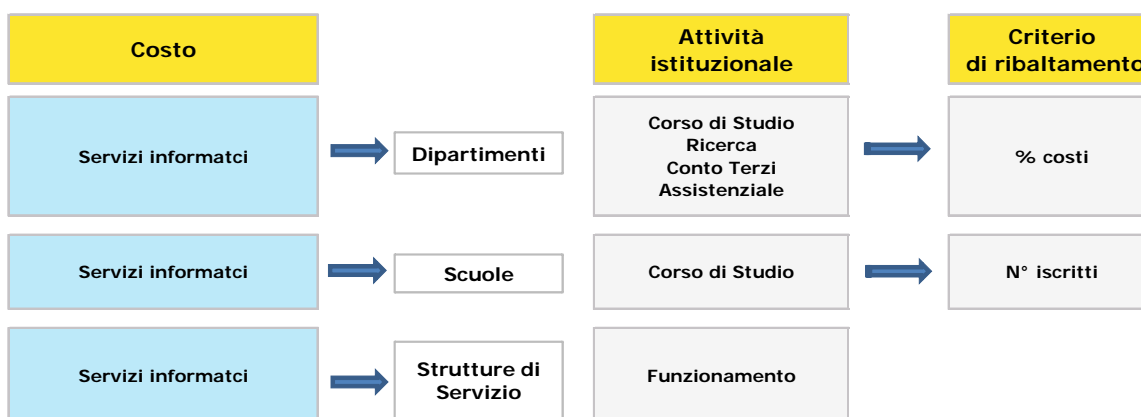 Costo
Attività
istituzionale
Criterio
di ribaltamento
Servizi informatci
Dipartimenti
Corso di Studio
Ricerca
Conto Terzi
Assistenziale
% costi
Servizi informatci
Scuole
Corso di Studio
N° iscritti
Servizi informatci
Strutture di
Servizio
Funzionamento